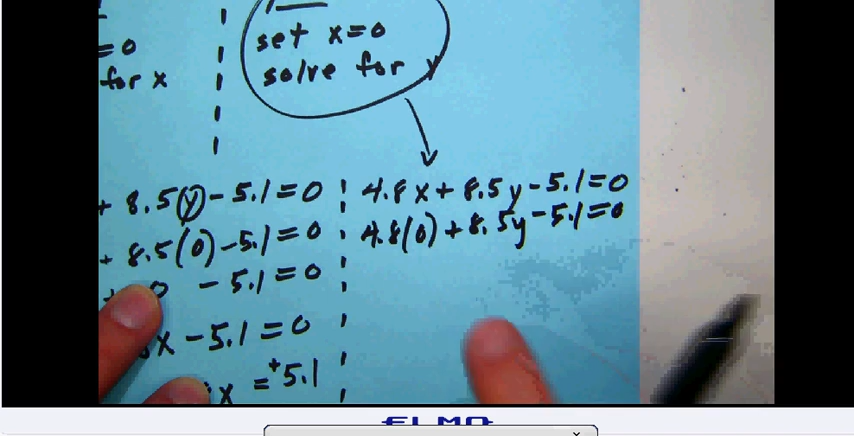 =0
for x
set x=0
solve for y
+ 8.5(y) - 5.1 = 0
+ 8.5(0) - 5.1 = 0
0 - 5.1 = 0
x - 5.1 = 0
x = +5.1
4.8x + 8.5y - 5.1 = 0
4.8(0) + 8.5y - 5.1 = 0
ELMO